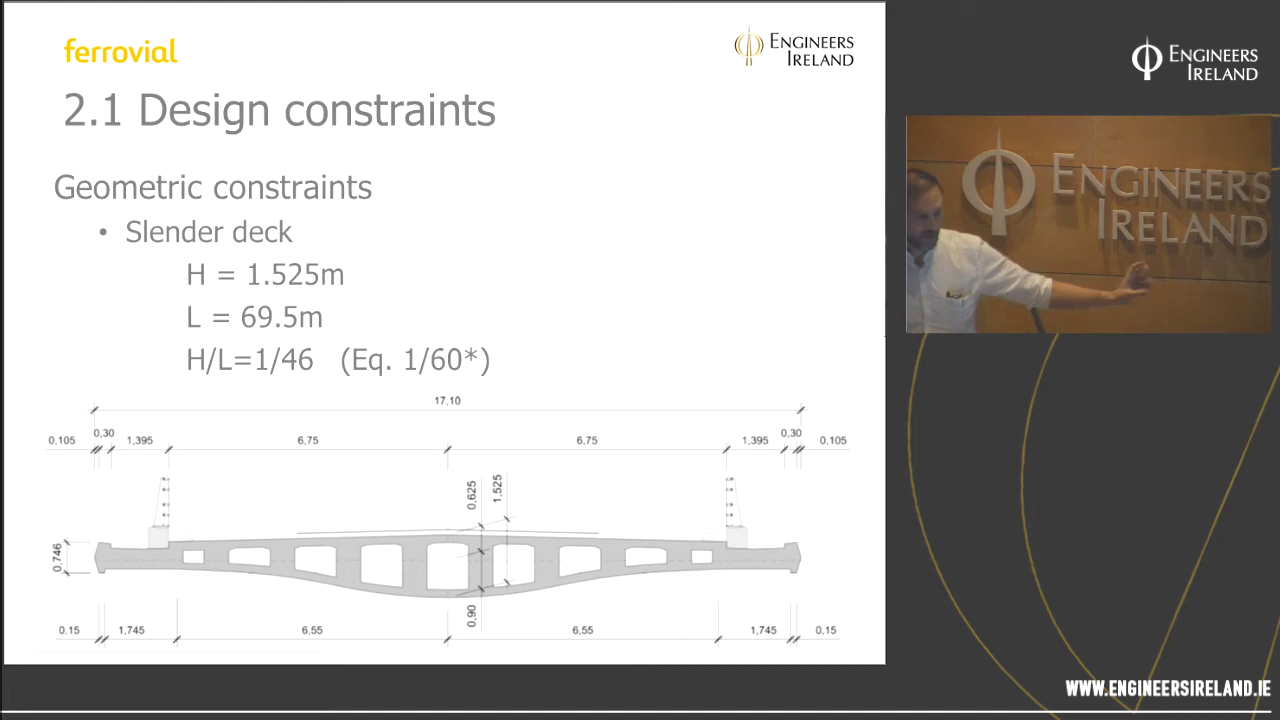 ferrovial
ENGINEERS
IRELAND
2.1 Design constraints
Geometric constraints
• Slender deck
H = 1.525m
L = 69.5m
H/L=1/46 (Eq. 1/60*)
17,10
0,105 0,30 1,395 6,75 6,75 1,395 0,30 0,105
0,625 1,525
0,746
0,90
0,15 1,745 6,55 6,55 1,745 0,15
ENGINEERS
IRELAND
ENGINEERS
IRELAND
WWW.ENGINEERSIRELAND.IE